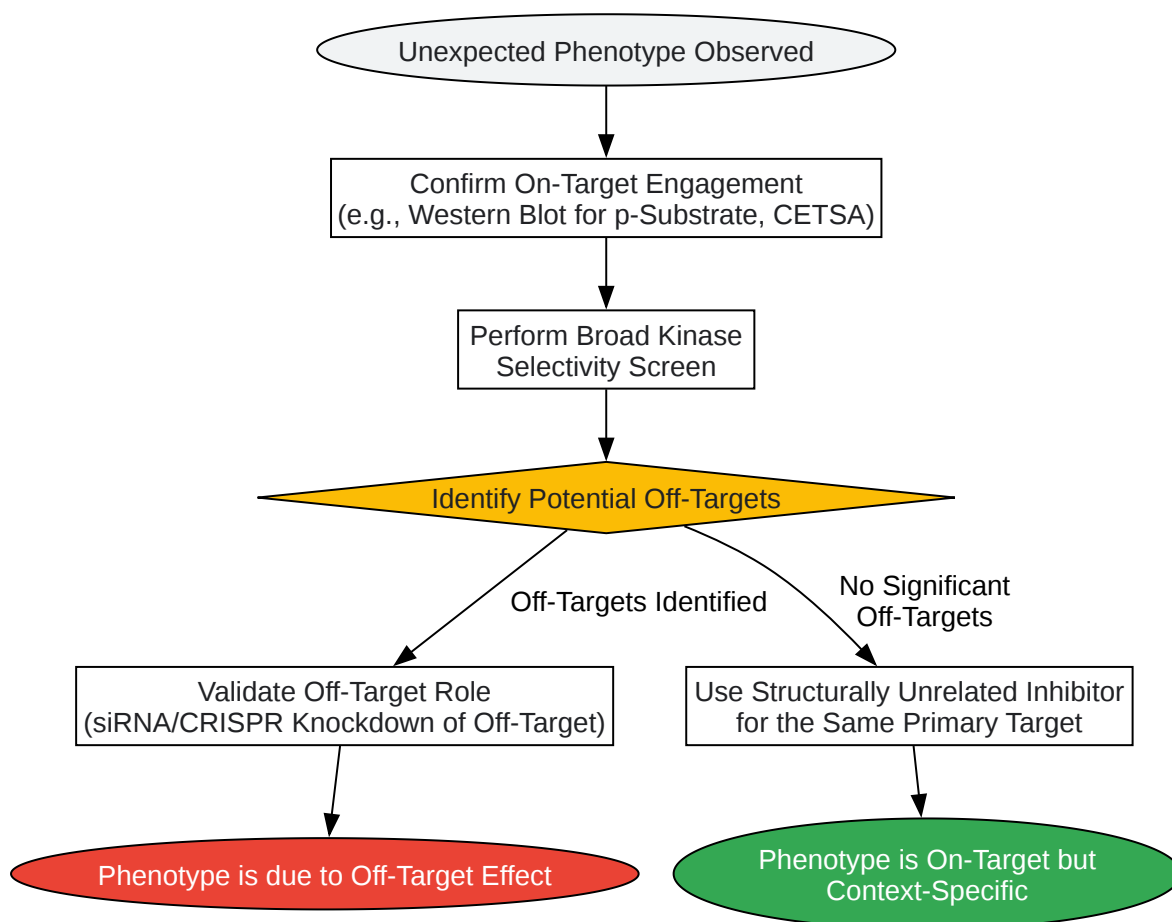 Unexpected Phenotype Observed
Confirm On-Target Engagement
(e.g., Western Blot for p-Substrate, CETSA)
Perform Broad Kinase
Selectivity Screen
Identify Potential Off-Targets
Off-Targets Identified
No Significant
Off-Targets
Validate Off-Target Role
(siRNA/CRISPR Knockdown of Off-Target)
Use Structurally Unrelated Inhibitor
for the Same Primary Target
Phenotype is due to Off-Target Effect
Phenotype is On-Target but
Context-Specific